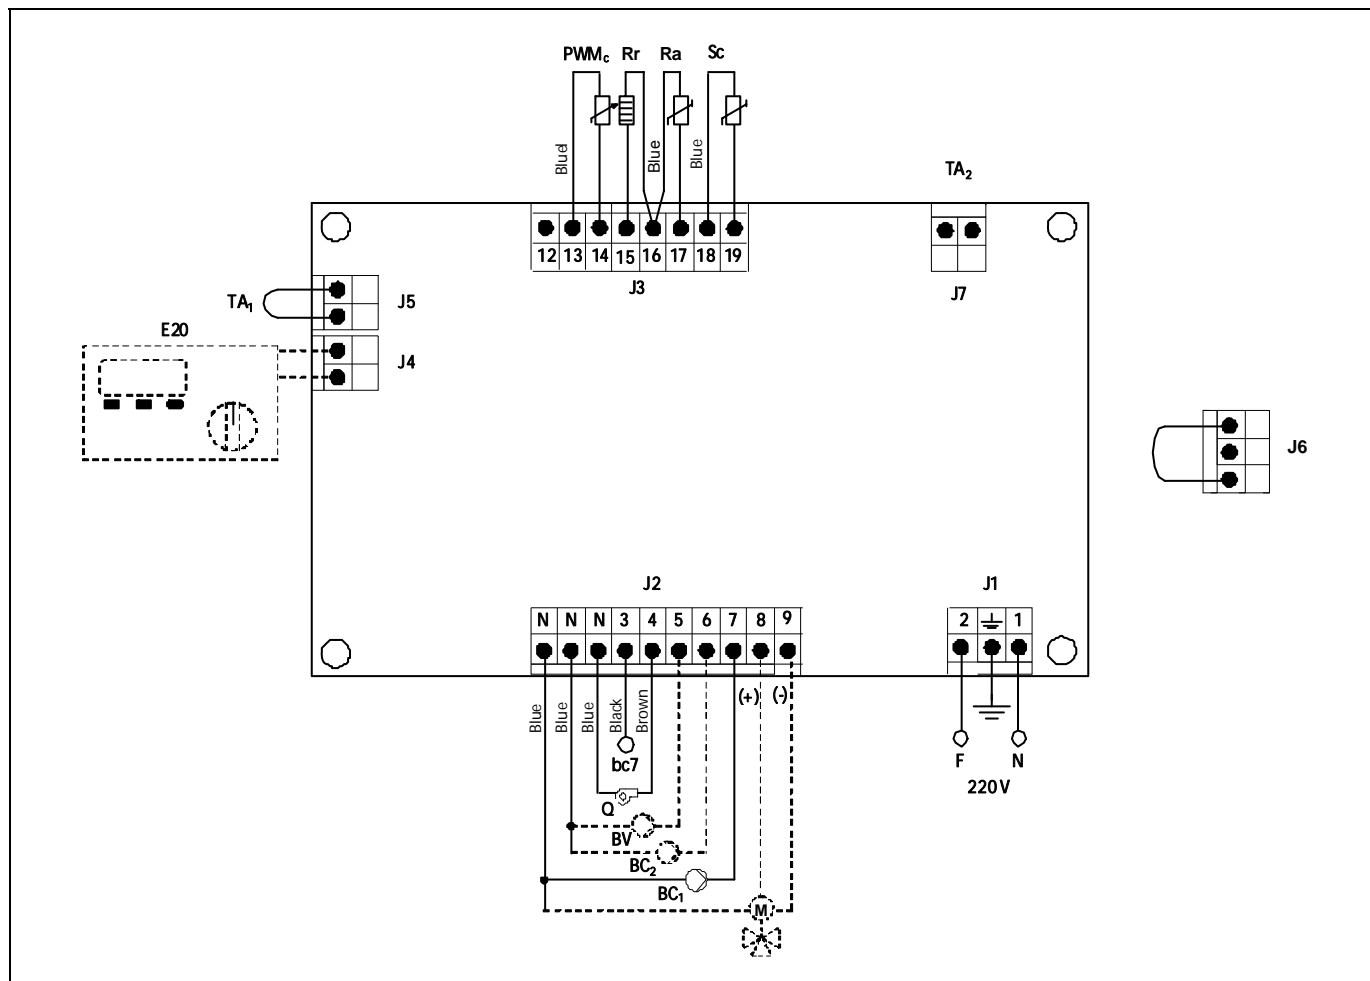 PWMc Rr Ra Sc
Bluel
Blue
Blue
TA2
12 13 14 15 16 17 18 19
J3
J7
TA1
J5
E20
J4
J6
J2
J1
N N N 3 4 5 6 7 8 9
2 1
(+) (-)
Blue
Blue
Blue
Black
Brown
bc7
F N
220V
Q
BV
BC2
BC1
M